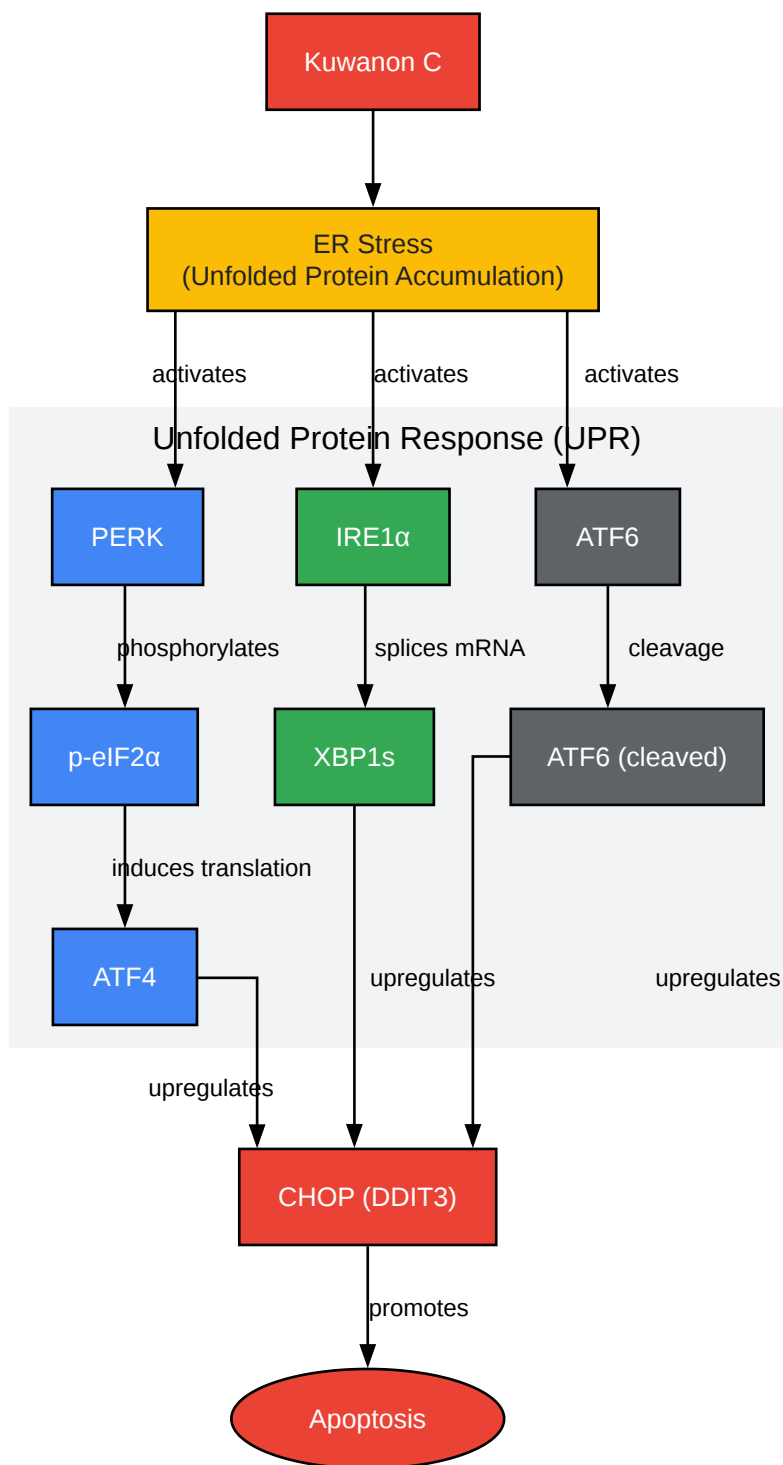 Kuwanon C
ER Stress
(Unfolded Protein Accumulation)
activates
activates
activates
Unfolded Protein Response (UPR)
PERK
IRE1α
ATF6
phosphorylates
splices mRNA
cleavage
p-eIF2α
XBP1s
ATF6 (cleaved)
induces translation
ATF4
upregulates
upregulates
upregulates
CHOP (DDIT3)
promotes
Apoptosis